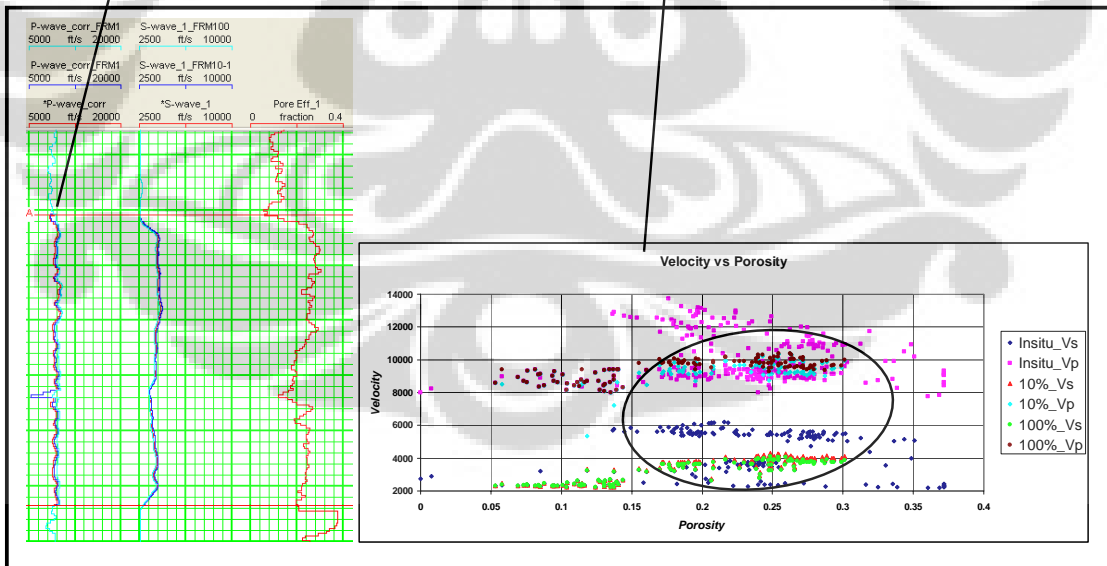 P-wave_corr_FRM1 S-wave_1_FRM100
5000 ft/s 20000 2500 ft/s 10000
P-wave_corr_FRM1 S-wave_1_FRM10-1
5000 ft/s 20000 2500 ft/s 10000
*P-wave_corr *S-wave_1 Pore Eff_1
5000 ft/s 20000 2500 ft/s 10000 0 fraction 0.4
A
Velocity vs Porosity
14000
12000
10000
8000
6000
4000
2000
Velocity
0 0.05 0.1 0.15 0.2 0.25 0.3 0.35 0.4
Porosity
Insitu_Vs
Insitu_Vp
10%_Vs
10%_Vp
100%_Vs
100%_Vp